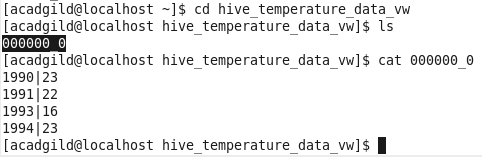 [acadgild@localhost ~]$ cd hive_temperature_data_vw
[acadgild@localhost hive_temperature_data_vw]$ ls
000000_0
[acadgild@localhost hive_temperature_data_vw]$ cat 000000_0
1990|23
1991|22
1993|16
1994|23
[acadgild@localhost hive_temperature_data_vw]$